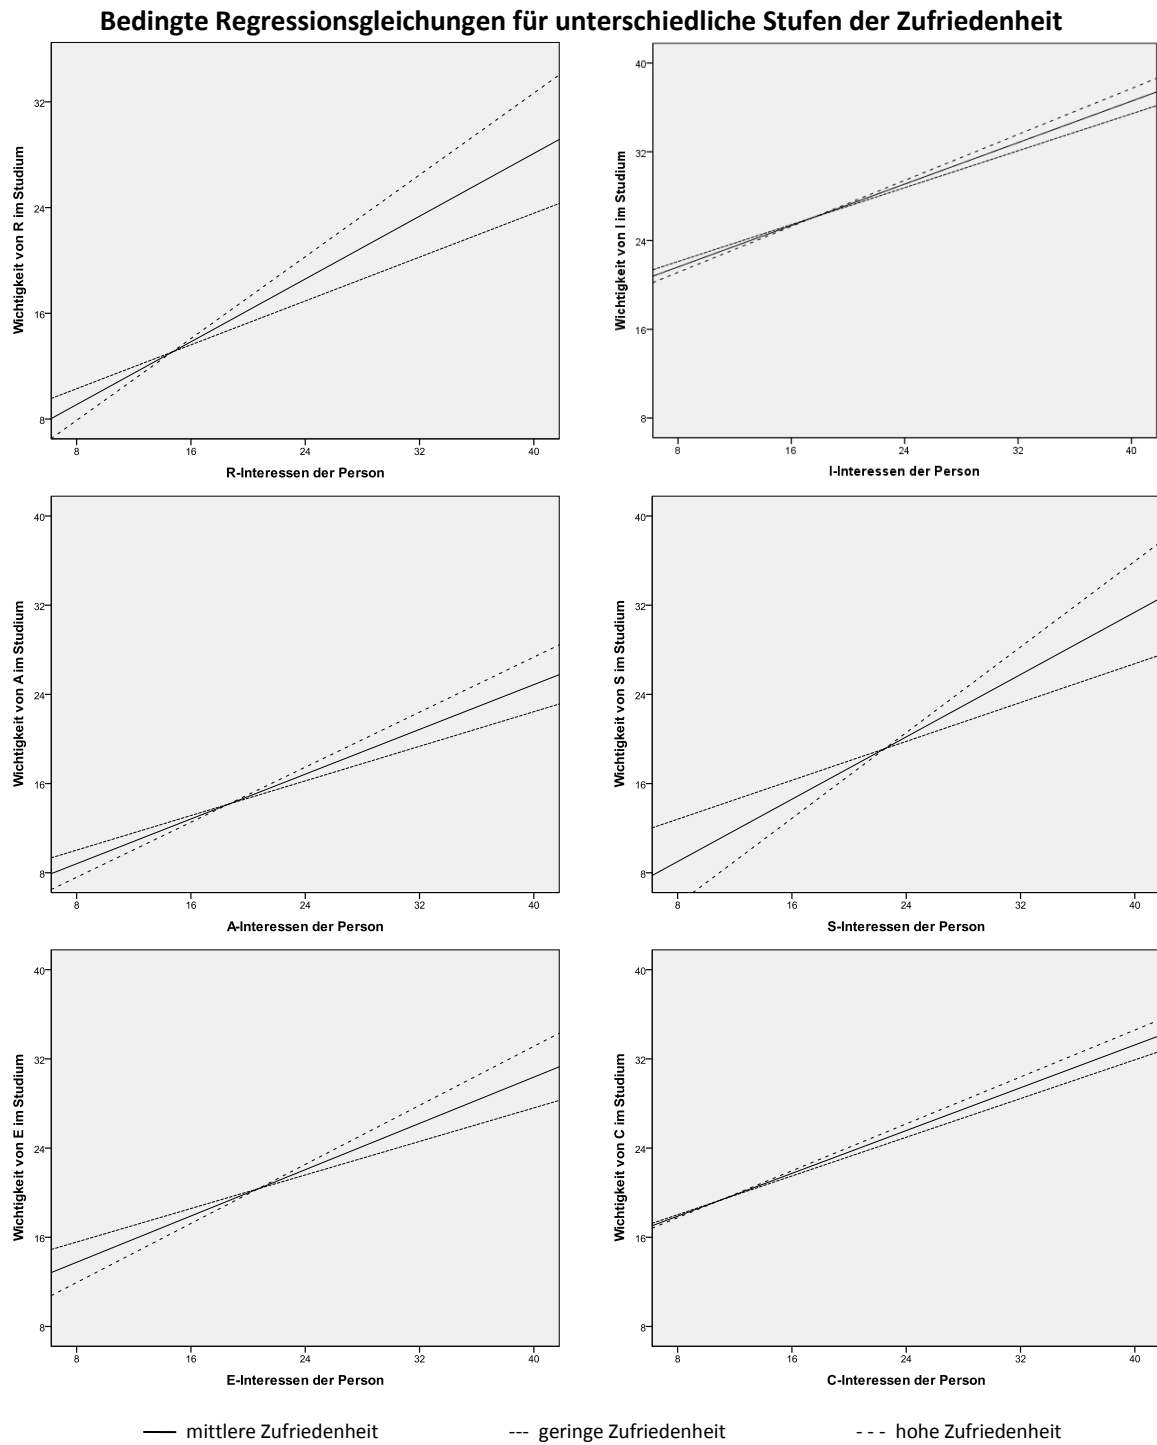 Bedingte Regressionsgleichungen für unterschiedliche Stufen der Zufriedenheit
Wichtigkeit von R im Studium
32
24
16
8
8 16 24 32 40
R-Interessen der Person
Wichtigkeit von I im Studium
40
32
24
16
8
8 16 24 32 40
I-Interessen der Person
Wichtigkeit von A im Studium
40
32
24
16
8
8 16 24 32 40
A-Interessen der Person
Wichtigkeit von S im Studium
40
32
24
16
8
8 16 24 32 40
S-Interessen der Person
Wichtigkeit von E im Studium
40
32
24
16
8
8 16 24 32 40
E-Interessen der Person
Wichtigkeit von C im Studium
40
32
24
16
8
8 16 24 32 40
C-Interessen der Person
mittlere Zufriedenheit geringe Zufriedenheit hohe Zufriedenheit